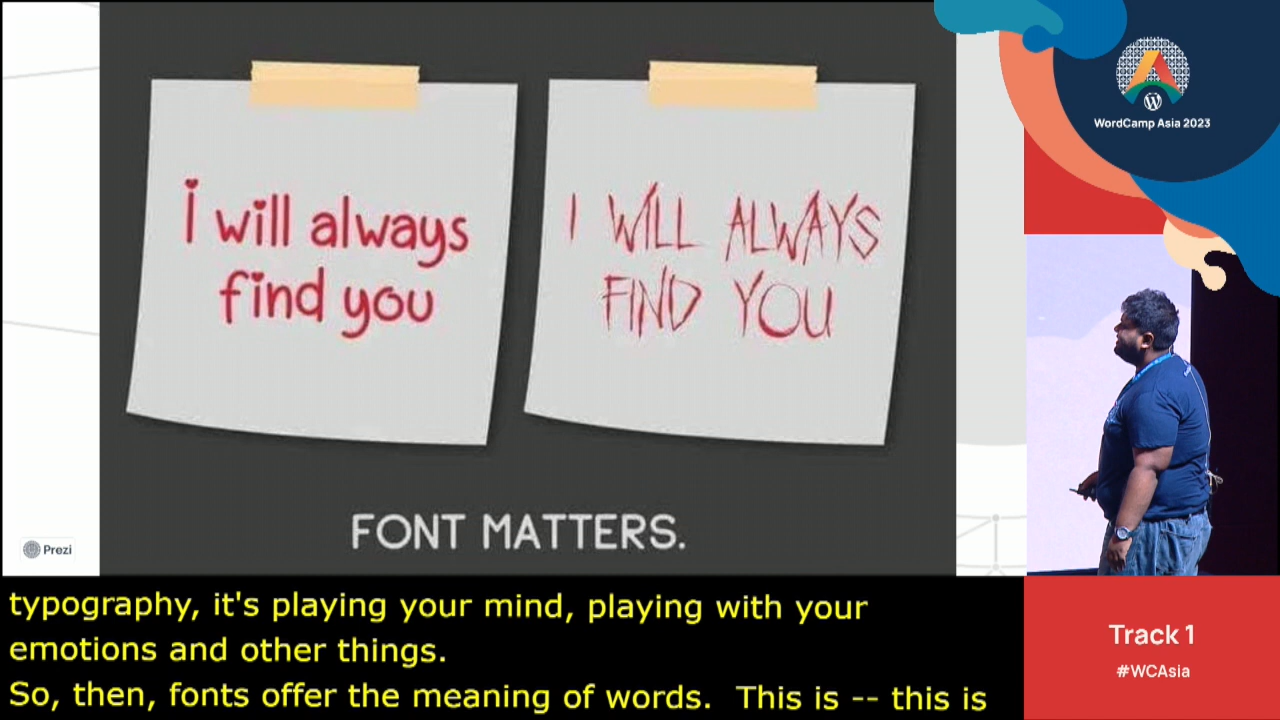 i will always
find you
I WILL ALWAYS
FIND YOU
FONT MATTERS.
Prezi
WordCamp Asia 2023
typography, it's playing your mind, playing with your
emotions and other things.
So, then, fonts offer the meaning of words.  This is -- this is
Track 1
#WCAsia